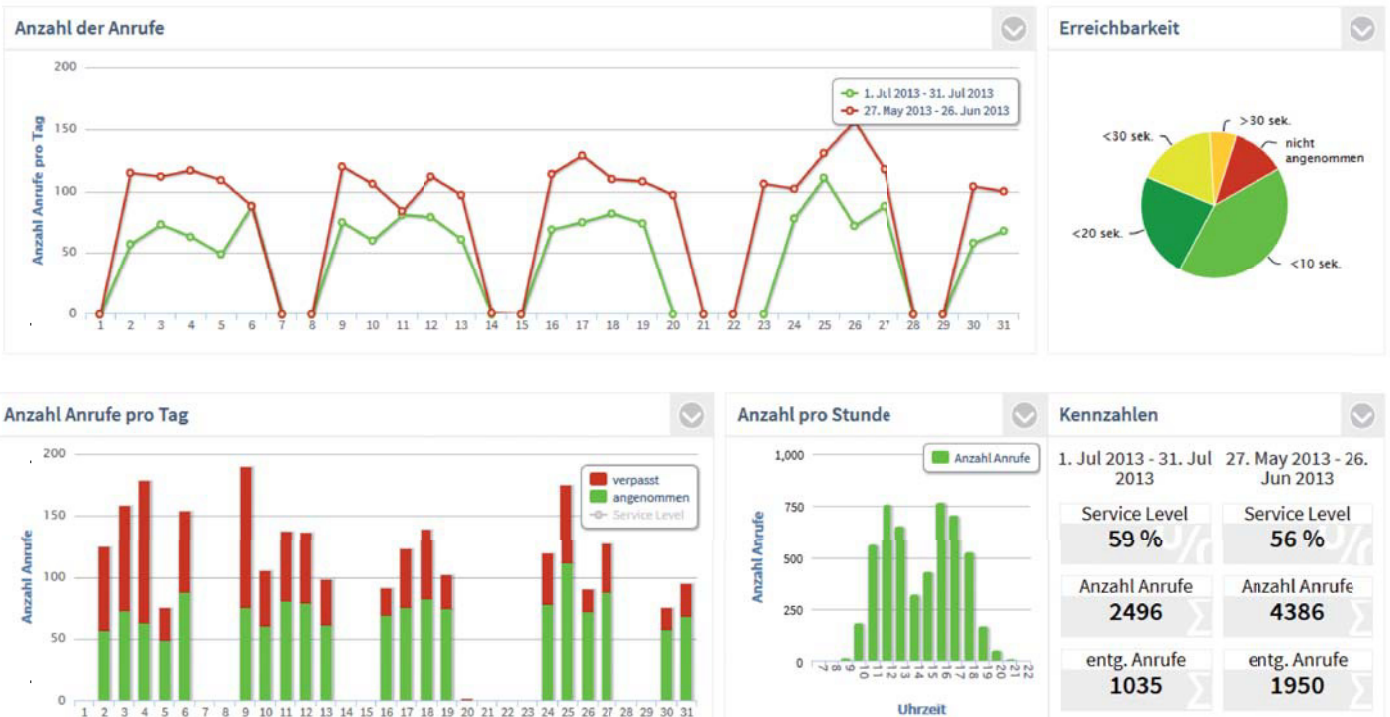 Anzahl der Anrufe
200
150
100
50
0
Anzahl Anrufe pro Tag
1. Jul 2013 - 31. Jul 2013
27. May 2013 - 26. Jun 2013
1 2 3 4 5 6 7 8 9 10 11 12 13 14 15 16 17 18 19 20 21 22 23 24 25 26 27 28 29 30 31
Erreichbarkeit
>30 sek.
<30 sek.
nicht
angenommen
<20 sek.
<10 sek.
Anzahl Anrufe pro Tag
200
150
100
50
0
Anzahl Anrufe
verpasst
angenommen
Service Level
1 2 3 4 5 6 7 8 9 10 11 12 13 14 15 16 17 18 19 20 21 22 23 24 25 26 27 28 29 30 31
Anzahl pro Stunde
1,000
750
500
250
0
Anzahl Anrufe
Anzahl Anrufe
7 8 9 10 11 12 13 14 15 16 17 18 19 20 21 22
Uhrzeit
Kennzahlen
1. Jul 2013 - 31. Jul
2013
27. May 2013 - 26.
Jun 2013
Service Level
59 %
Service Level
56 %
Anzahl Anrufe
2496
Anzahl Anrufe
4386
entg. Anrufe
1035
entg. Anrufe
1950